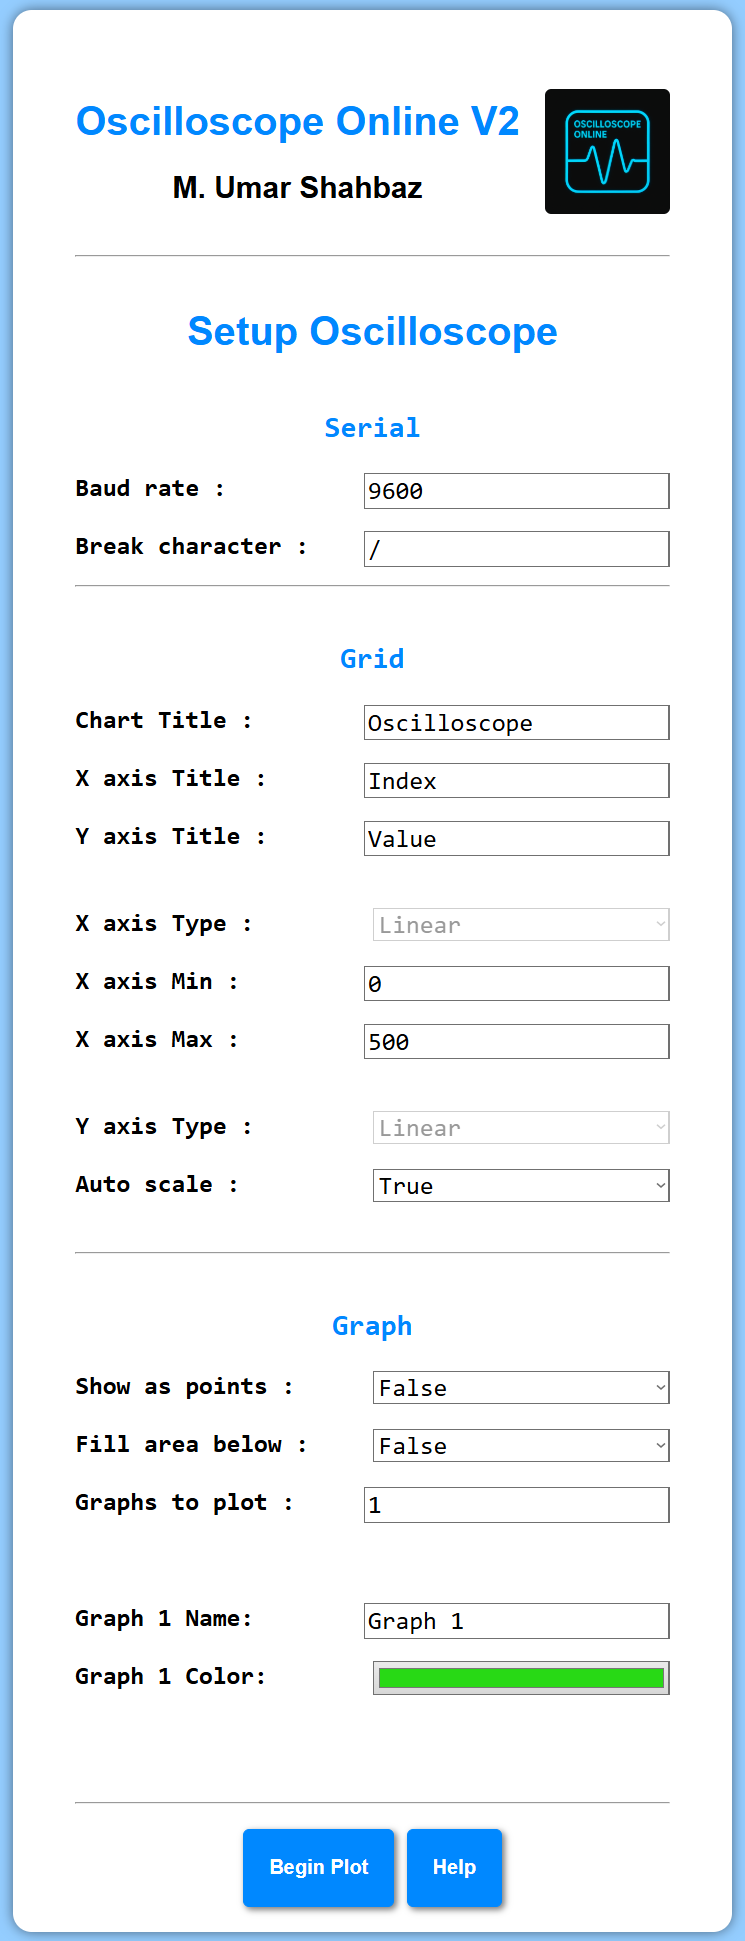 Oscilloscope Online V2
OSCILLOSCOPE
ONLINE
M. Umar Shahbaz
Setup Oscilloscope
Serial
Baud rate : 9600
Break character : /
Grid
Chart Title : Oscilloscope
X axis Title : Index
Y axis Title : Value
X axis Type : Linear
X axis Min : 0
X axis Max : 500
Y axis Type : Linear
Auto scale : True
Graph
Show as points : False
Fill area below : False
Graphs to plot : 1
Graph 1 Name: Graph 1
Graph 1 Color:
Begin Plot Help